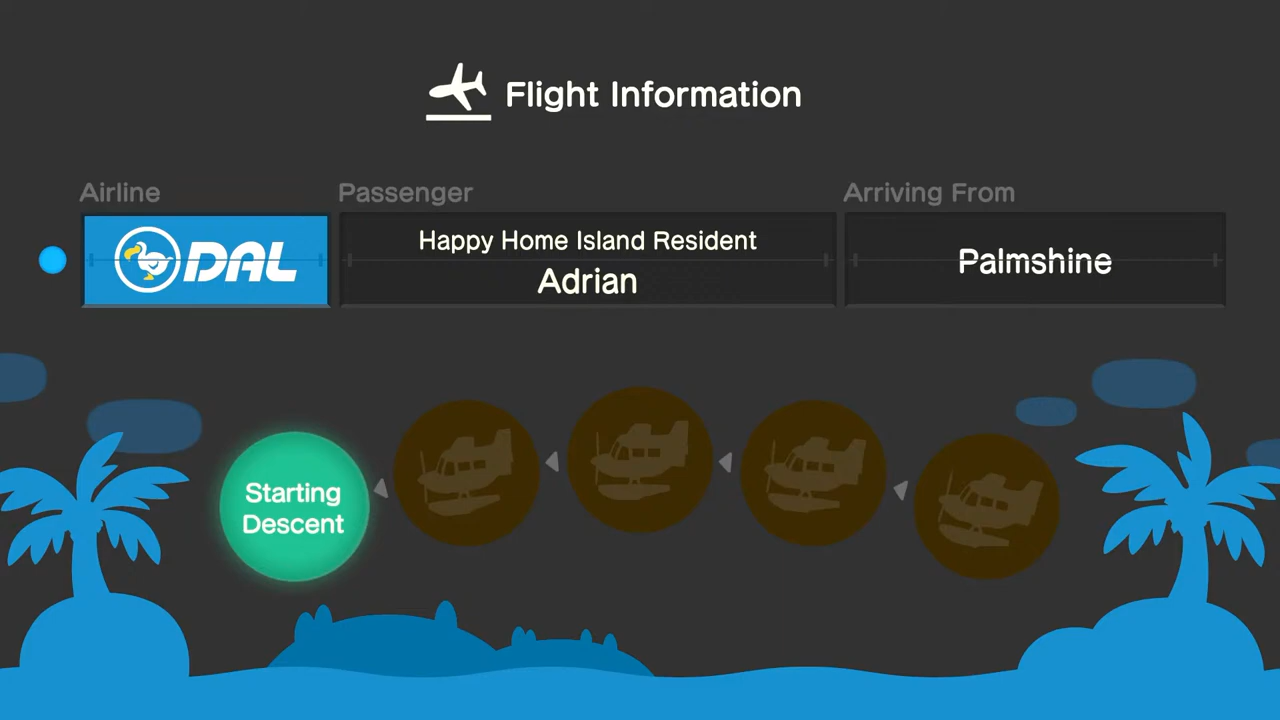 Flight Information
Airline
Passenger
Arriving From
DAL
Happy Home Island Resident
Adrian
Palmshine
Starting
Descent